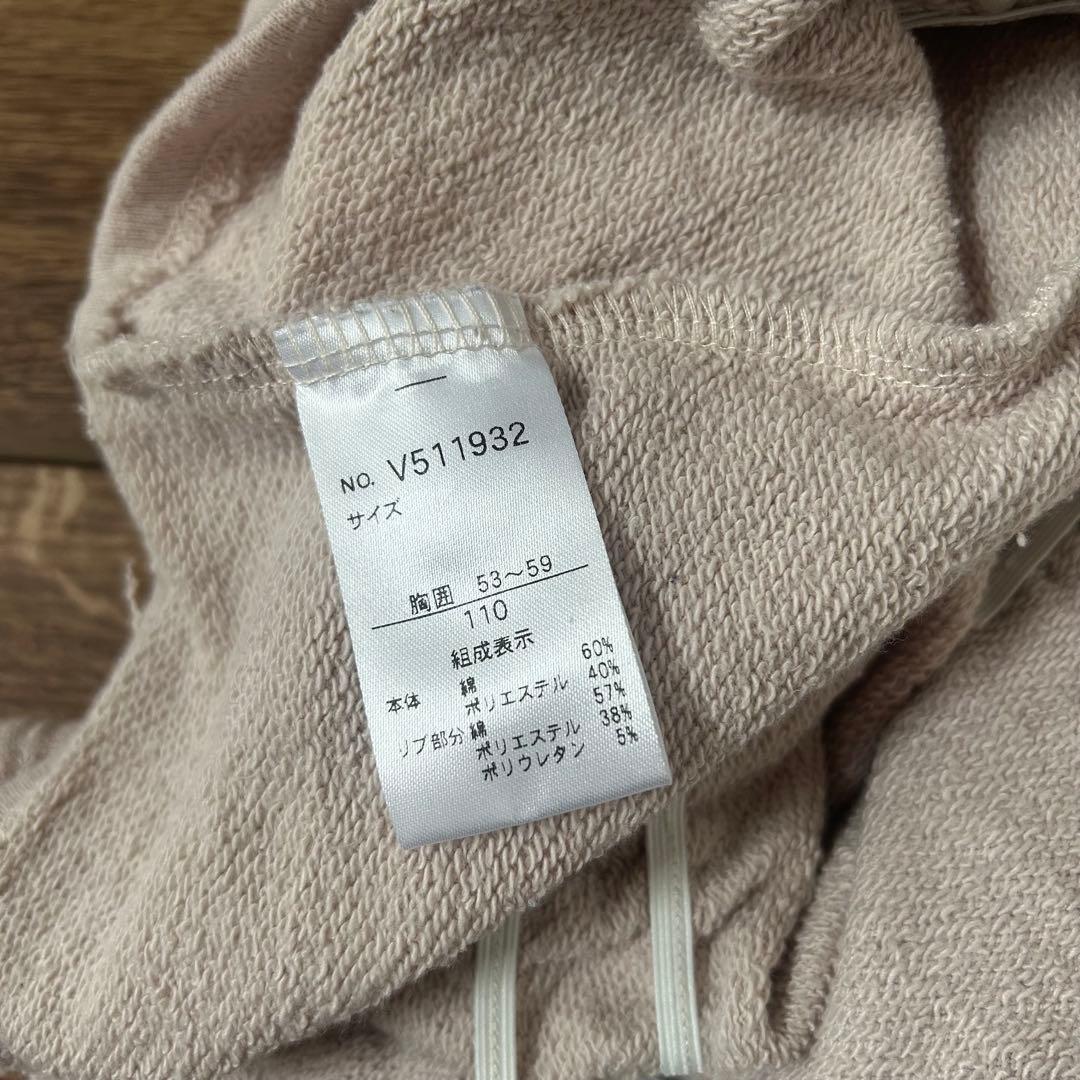 NO. V511932
サイズ
胸囲 53～59
110
組成表示
本体 綿 60%
ポリエステル 40%
リブ部分 綿 57%
ポリエステル 38%
ポリウレタン 5%